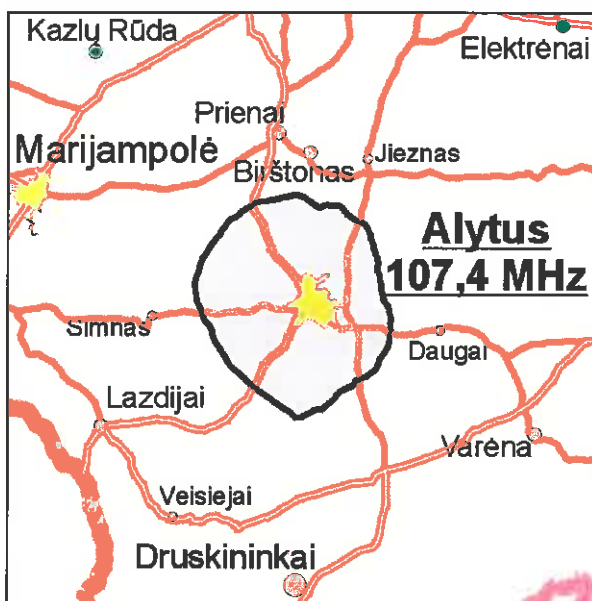 Kazlų Rūda
Elektrėnai
Prienai
Marijampolė
Birštonas
Jieznas
Alytus
107,4 MHz
Simnas
Daugai
Lazdijai
Varėna
Veisiejai
Druskininkai